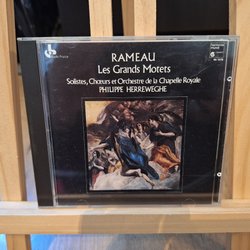 RAMEAU
Les Grands Motets
Solistes, Chœurs et Orchestre de la Chapelle Royale
PHILIPPE HERREWEGHE